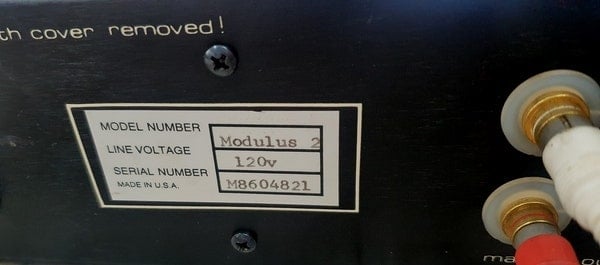 th cover removed!
MODEL NUMBER Modulus 2
LINE VOLTAGE 120v
SERIAL NUMBER M8604821
MADE IN U.S.A.